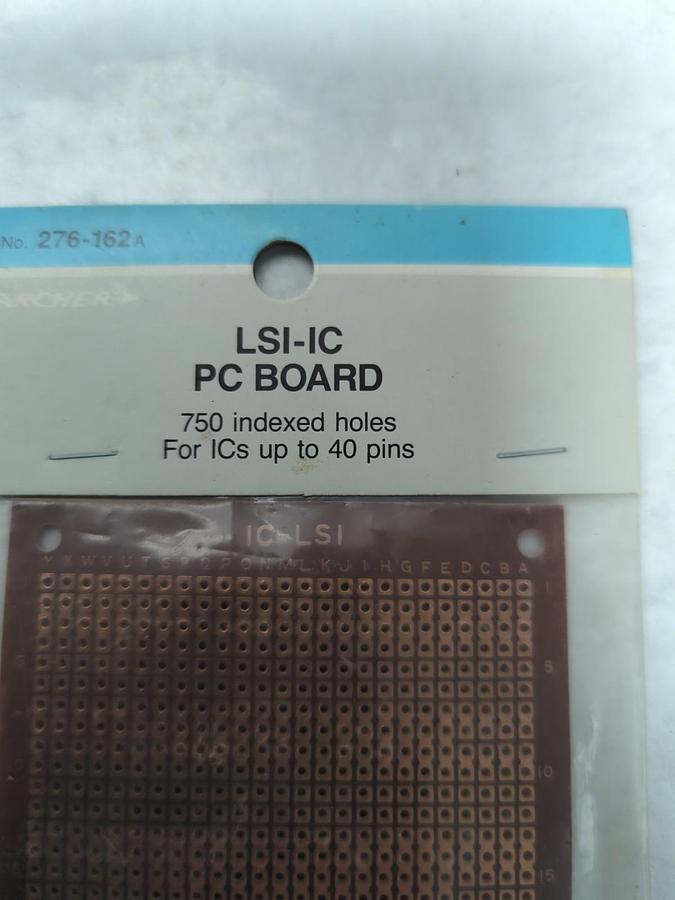 No. 276-162A
ARCHER
LSI-IC
PC BOARD
750 indexed holes
For ICs up to 40 pins
IC-LSI
Y X W V U T S R Q P O N M L K J I H G F E D C B A
1
5
10
15